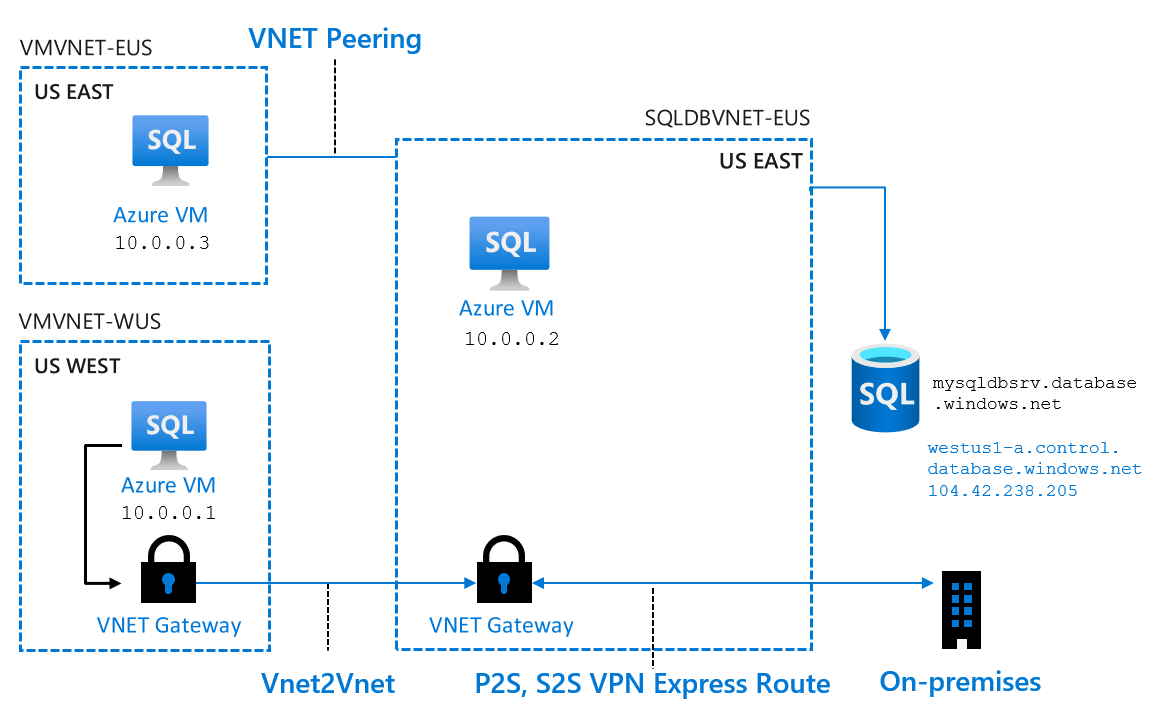 VNET Peering
VMVNET-EUS
US EAST
SQL
Azure VM
10.0.0.3
SQLDBVNET-EUS
US EAST
SQL
Azure VM
10.0.0.2
VMVNET-WUS
US WEST
SQL
Azure VM
10.0.0.1
VNET Gateway
VNET Gateway
SQL
mysqldbsrv.database
.windows.net
westus1-a.control.
database.windows.net
104.42.238.205
Vnet2Vnet
P2S, S2S VPN Express Route
On-premises